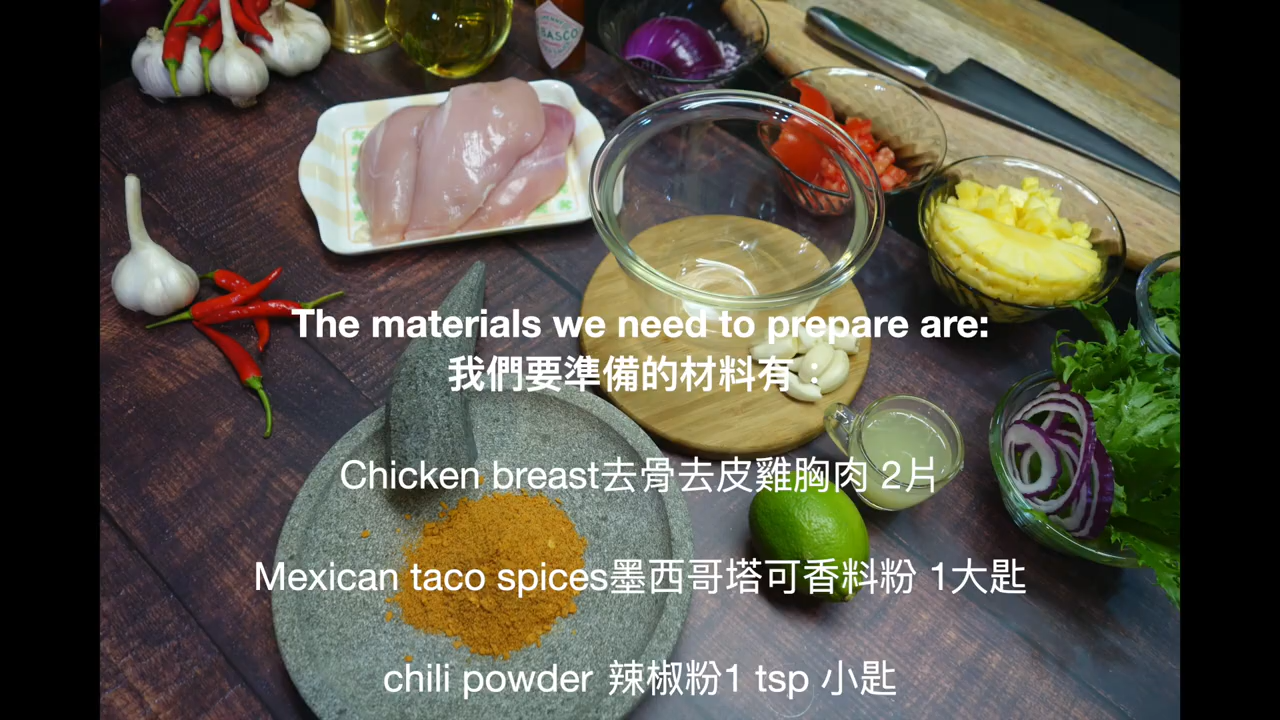 TABASCO
The materials we need to prepare are:
我們要準備的材料有：
Chicken breast去骨去皮雞胸肉 2片
Mexican taco spices墨西哥塔可香料粉 1大匙
chili powder 辣椒粉1 tsp 小匙